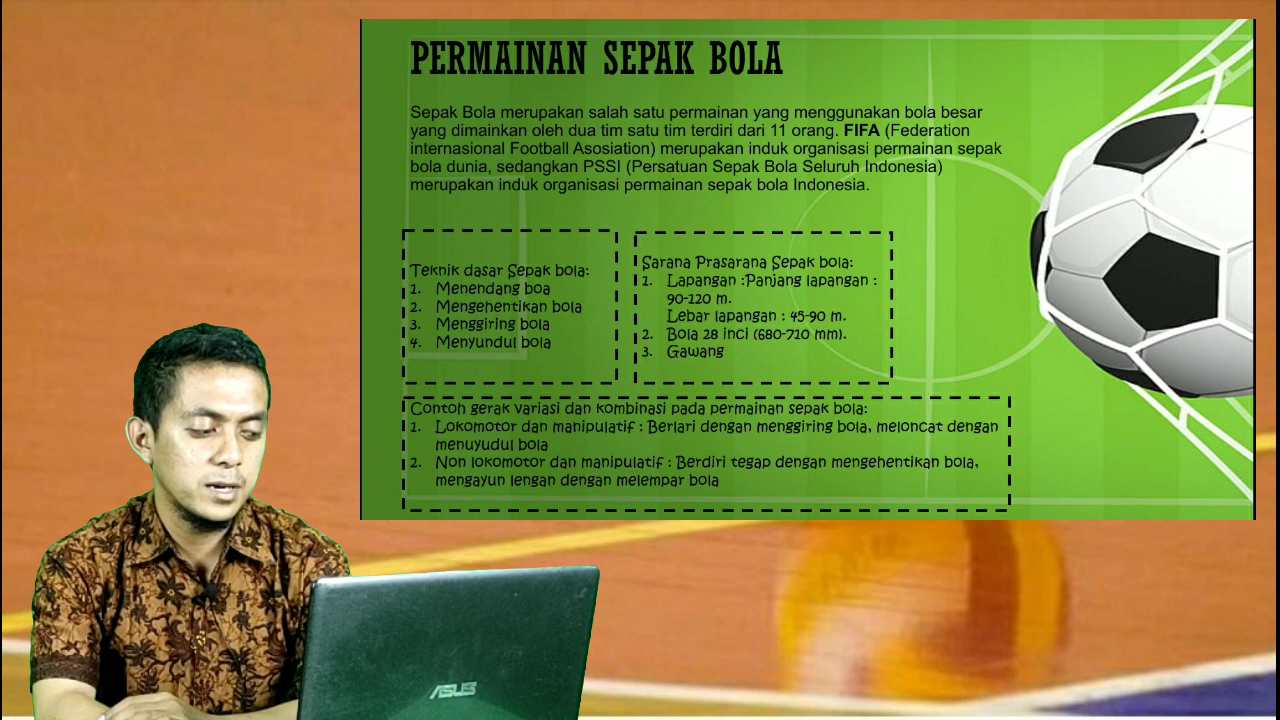 PERMAINAN SEPAK BOLA
Sepak Bola merupakan salah satu permainan yang menggunakan bola besar
yang dimainkan oleh dua tim satu tim terdiri dari 11 orang. FIFA (Federation
internasional Football Asosiation) merupakan induk organisasi permainan sepak
bola dunia, sedangkan PSSI (Persatuan Sepak Bola Seluruh Indonesia)
merupakan induk organisasi permainan sepak bola Indonesia.
Teknik dasar Sepak bola:
1. Menendang boa
2. Mengehentikan bola
3. Menggiring bola
4. Menyundul bola
Sarana Prasarana Sepak bola:
1. Lapangan :Panjang lapangan :
90-120 m.
Lebar lapangan : 45-90 m.
2. Bola 28 inci (680-710 mm).
3. Gawang
Contoh gerak variasi dan kombinasi pada permainan sepak bola:
1. Lokomotor dan manipulatif : Berlari dengan menggiring bola, meloncat dengan
menuyudul bola
2. Non lokomotor dan manipulatif : Berdiri tegap dengan mengehentikan bola,
mengayun lengan dengan melempar bola
ASUS